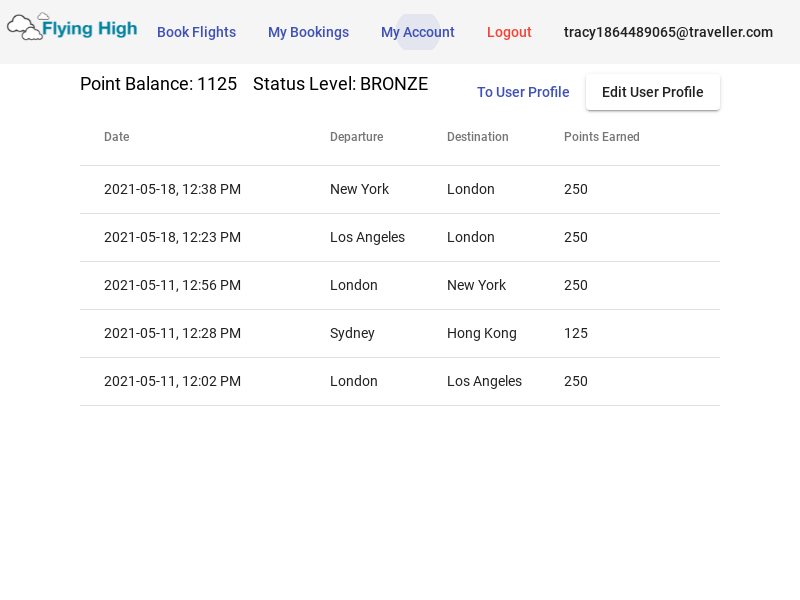 Flying High Book Flights My Bookings My Account Logout tracy1864489065@traveller.com
Point Balance: 1125 Status Level: BRONZE To User Profile Edit User Profile
Date Departure Destination Points Earned
2021-05-18, 12:38 PM New York London 250
2021-05-18, 12:23 PM Los Angeles London 250
2021-05-11, 12:56 PM London New York 250
2021-05-11, 12:28 PM Sydney Hong Kong 125
2021-05-11, 12:02 PM London Los Angeles 250